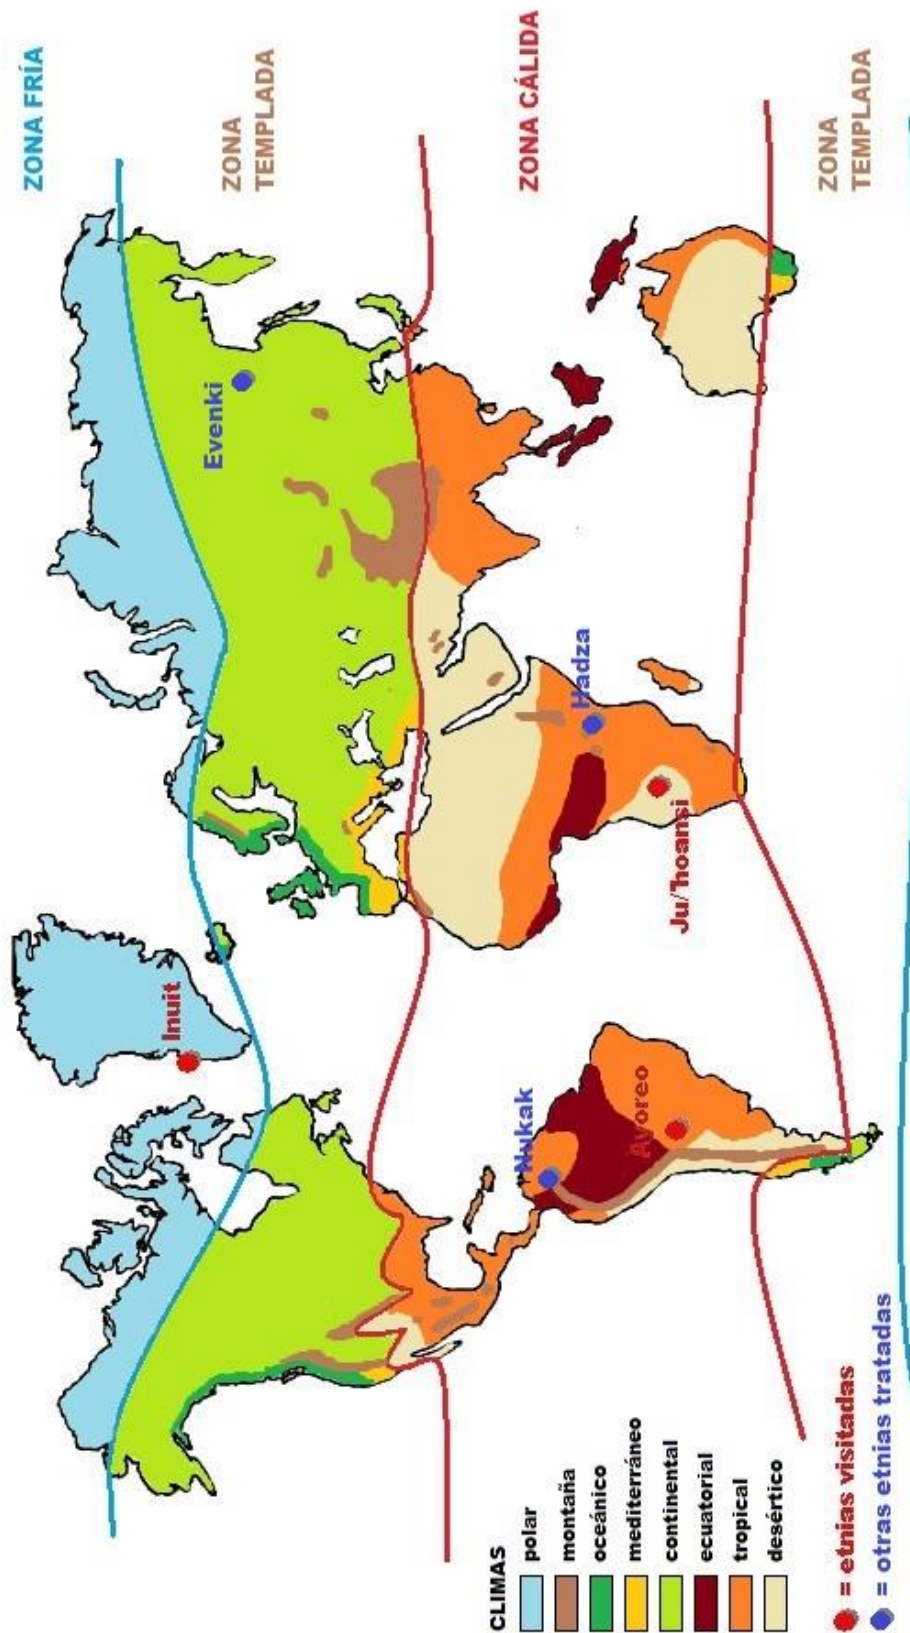 ZONA FRÍA
ZONA
TEMPLADA
ZONA CÁLIDA
ZONA
TEMPLADA
Inuit
Evenki
Nukak
Ayoreo
Hadza
Ju/'hoansi
CLIMAS
polar
montaña
oceánico
mediterráneo
continental
ecuatorial
tropical
desértico
= etnias visitadas
= otras etnias tratadas